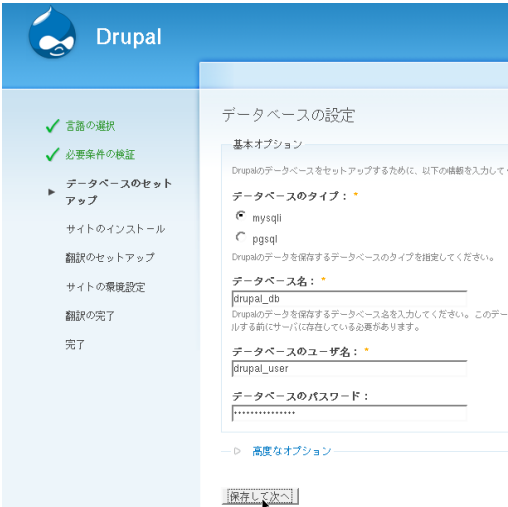 Drupal
言語の選択
必要条件の検証
データベースのセット
アップ
サイトのインストール
翻訳のセットアップ
サイトの環境設定
翻訳の完了
完了
データベースの設定
基本オプション
Drupalのデータベースをセットアップするために、以下の情報を入力して
データベースのタイプ： *
mysqli
pgsql
Drupalのデータを保存するデータベースのタイプを指定してください。
データベース名： *
drupal_db
Drupalのデータを保存するデータベース名を入力してください。このデー
ルする前にサーバに存在している必要があります。
データベースのユーザ名： *
drupal_user
データベースのパスワード：
***************
高度なオプション
保存して次へ